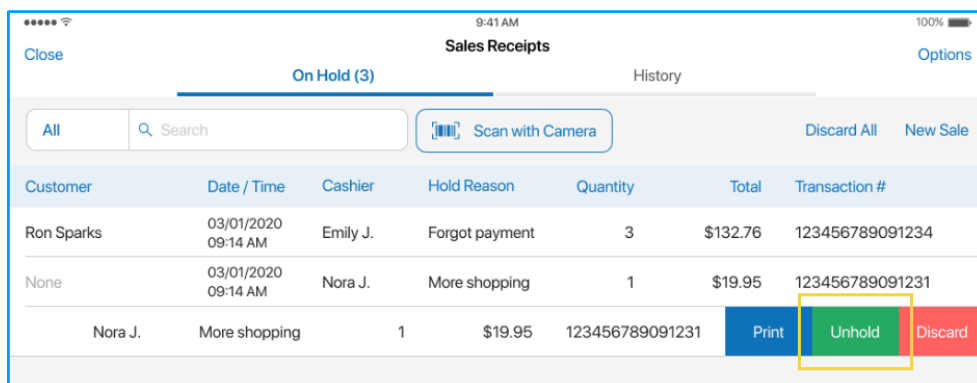 9:41 AM 100%
Close Sales Receipts Options
On Hold (3) History
All Search Scan with Camera Discard All New Sale
Customer Date / Time Cashier Hold Reason Quantity Total Transaction #
Ron Sparks 03/01/2020 09:14 AM Emily J. Forgot payment 3 $132.76 123456789091234
None 03/01/2020 09:14 AM Nora J. More shopping 1 $19.95 123456789091231
Nora J. More shopping 1 $19.95 123456789091231 Print Unhold Discard